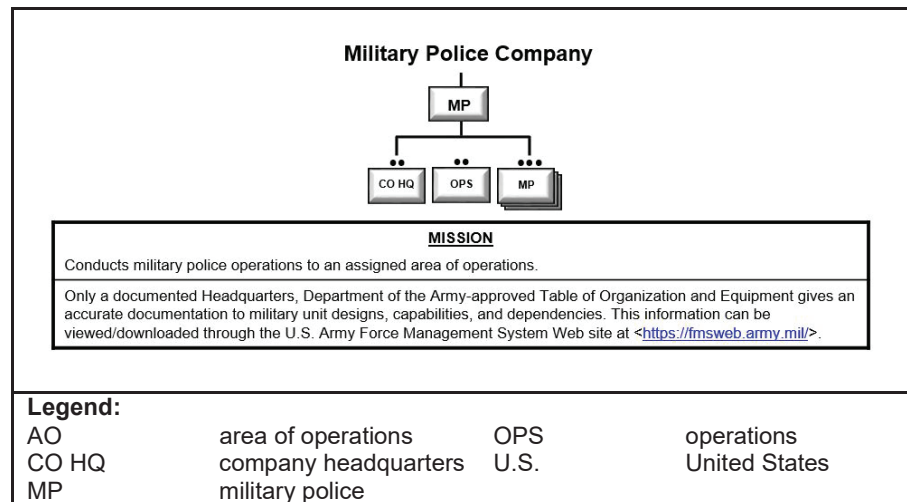 Military Police Company
MP
CO HQ OPS MP
MISSION
Conducts military police operations to an assigned area of operations.
Only a documented Headquarters, Department of the Army-approved Table of Organization and Equipment gives an
accurate documentation to military unit designs, capabilities, and dependencies. This information can be
viewed/downloaded through the U.S. Army Force Management System Web site at <https://fmsweb.army.mil/>.
Legend:
AO area of operations OPS operations
CO HQ company headquarters U.S. United States
MP military police